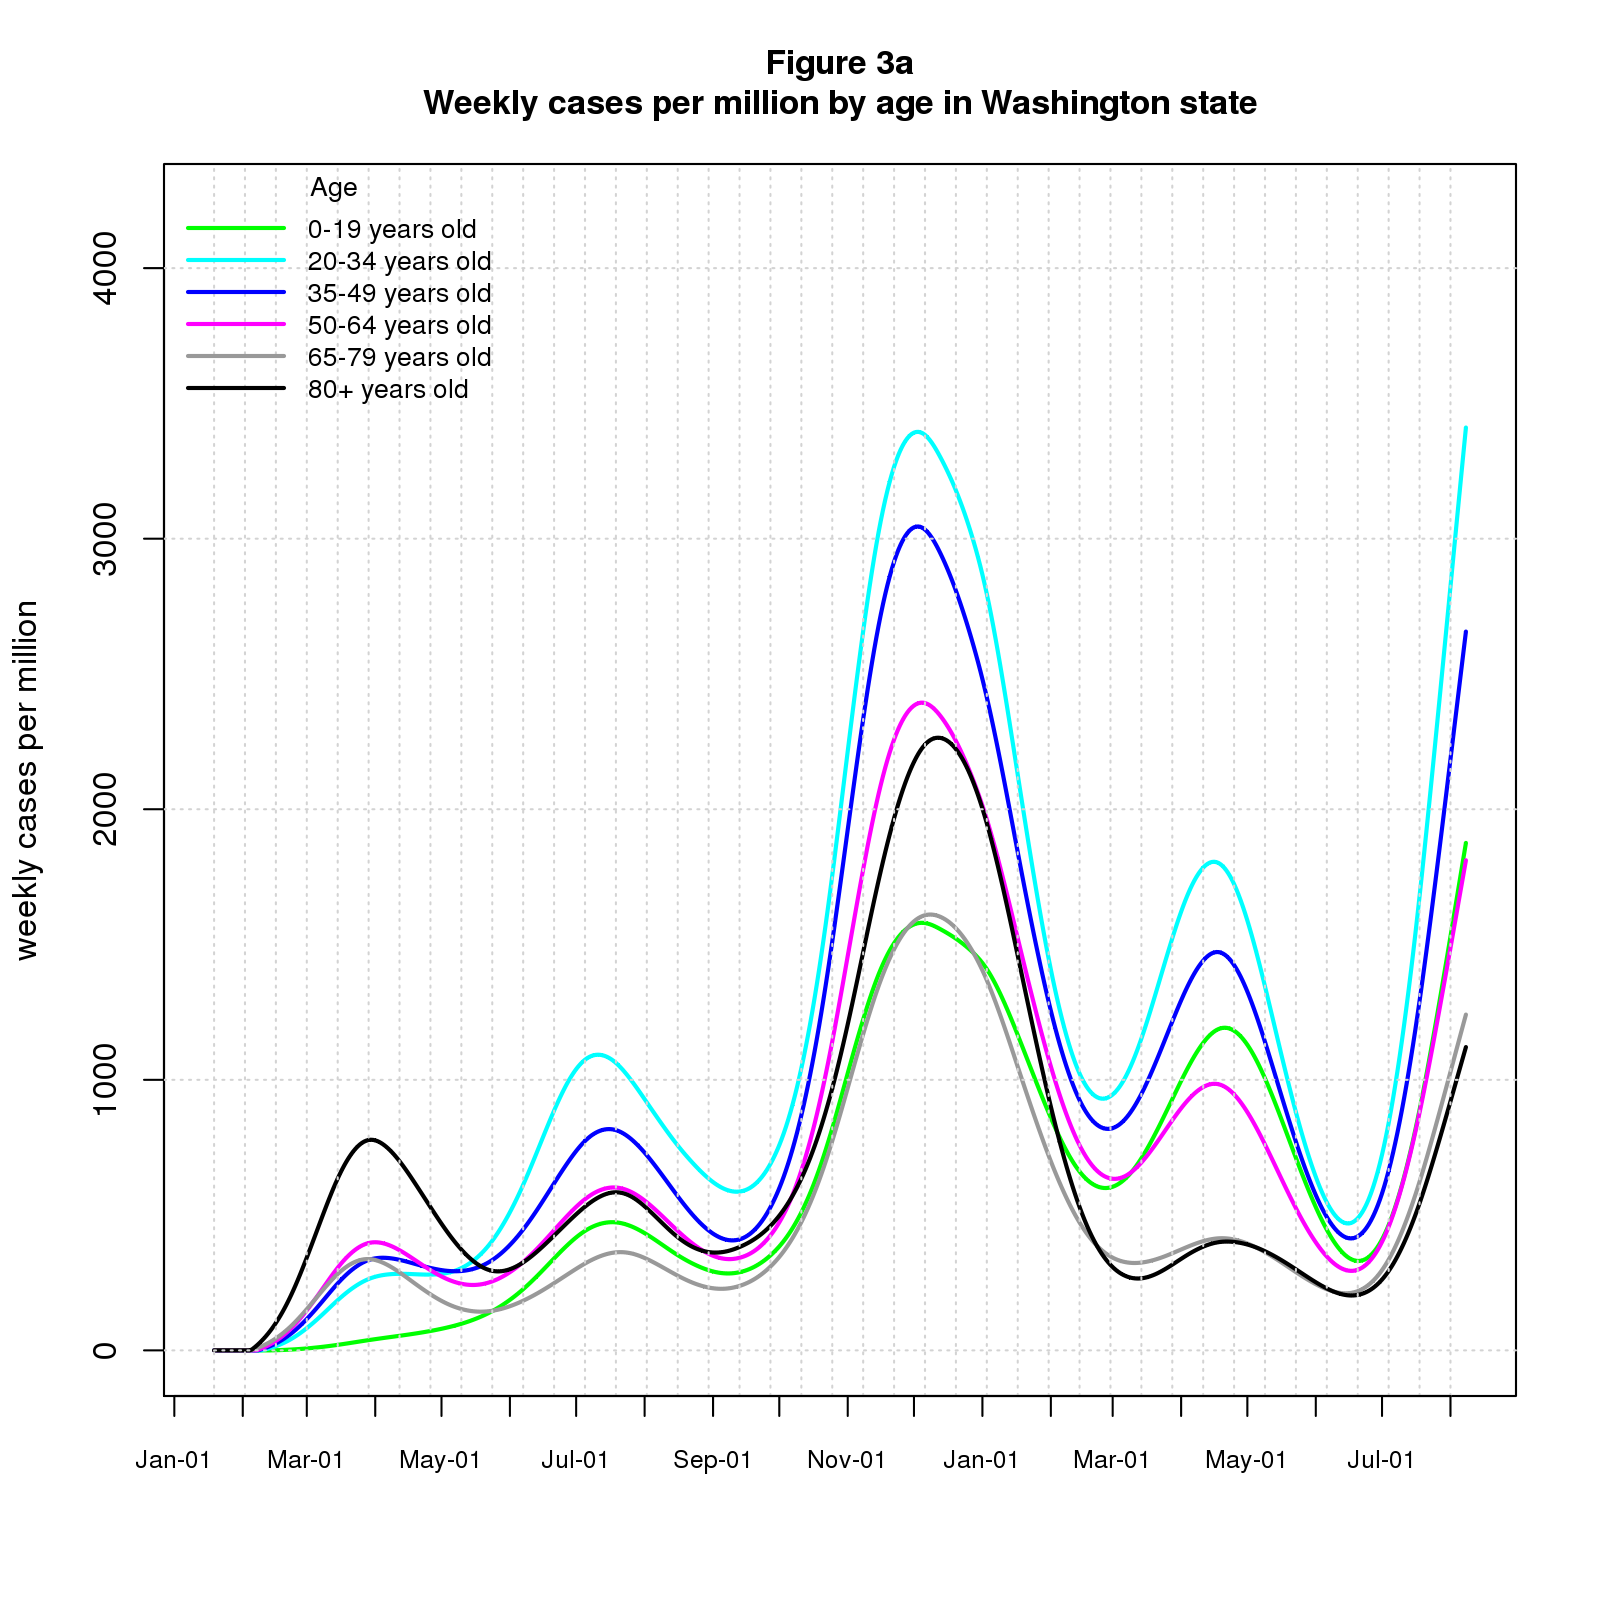 Figure 3a
Weekly cases per million by age in Washington state
Age
0-19 years old
20-34 years old
35-49 years old
50-64 years old
65-79 years old
80+ years old
weekly cases per million
4000
3000
2000
1000
0
Jan-01 Mar-01 May-01 Jul-01 Sep-01 Nov-01 Jan-01 Mar-01 May-01 Jul-01